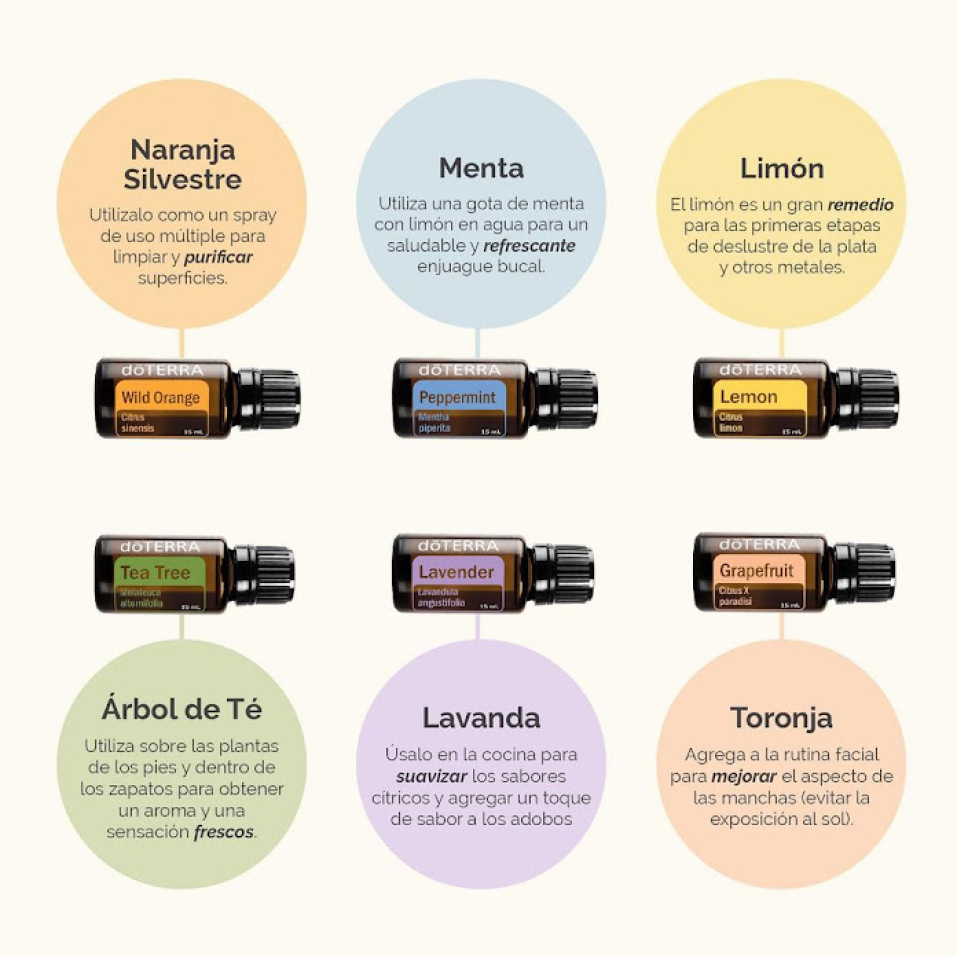 Naranja
Silvestre
Utilízalo como un spray
de uso múltiple para
limpiar y purificar
superficies.
Menta
Utiliza una gota de menta
con limón en agua para un
saludable y refrescante
enjuague bucal.
Limón
El limón es un gran remedio
para las primeras etapas
de deslustre de la plata
y otros metales.
dōTERRA
Wild Orange
Citrus
sinensis
15 mL
dōTERRA
Peppermint
Mentha
piperita
15 mL
dōTERRA
Lemon
Citrus
limon
15 mL
dōTERRA
Tea Tree
Melaleuca
alternifolia
15 mL
dōTERRA
Lavender
Lavandula
angustifolia
15 mL
dōTERRA
Grapefruit
Citrus X
paradisi
15 mL
Árbol de Té
Utiliza sobre las plantas
de los pies y dentro de
los zapatos para obtener
un aroma y una
sensación frescos.
Lavanda
Úsalo en la cocina para
suavizar los sabores
cítricos y agregar un toque
de sabor a los adobos
Toronja
Agrega a la rutina facial
para mejorar el aspecto de
las manchas (evitar la
exposición al sol).